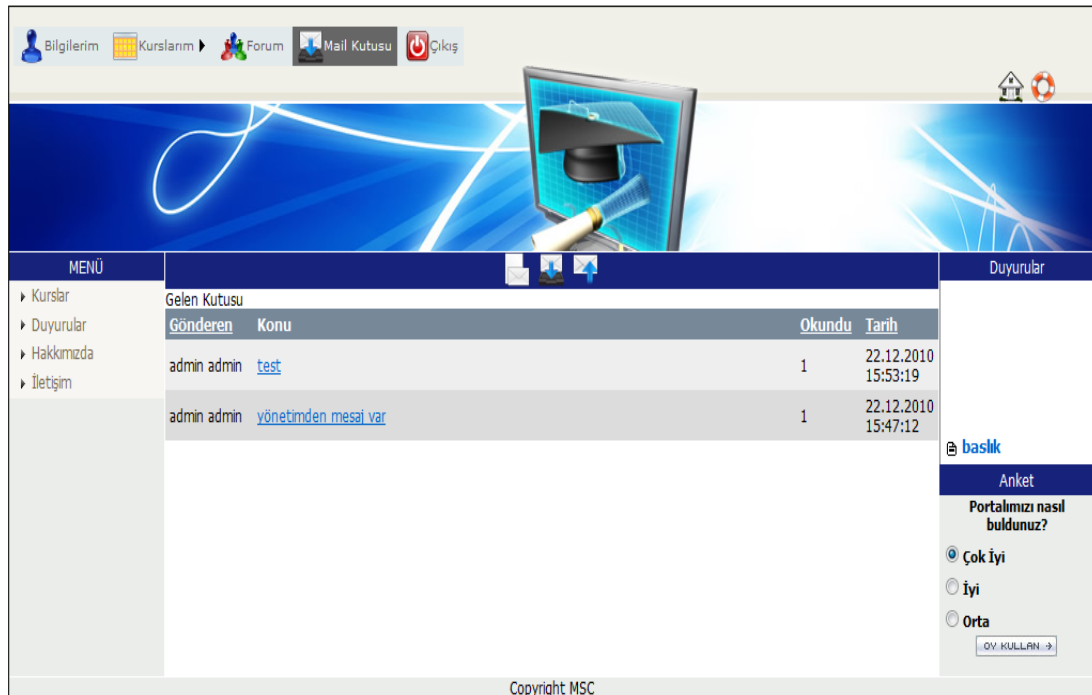 Bilgilerim Kurslarım Forum Mail Kutusu Çıkış
MENÜ
Kurslar
Duyurular
Hakkımızda
İletişim
Gelen Kutusu
Gönderen Konu Okundu Tarih
admin admin test 1 22.12.2010
15:53:19
admin admin yönetimden mesaj var 1 22.12.2010
15:47:12
Duyurular
baslık
Anket
Portalımızı nasıl
buldunuz?
Çok İyi
İyi
Orta
OY KULLAN
Copyright MSC